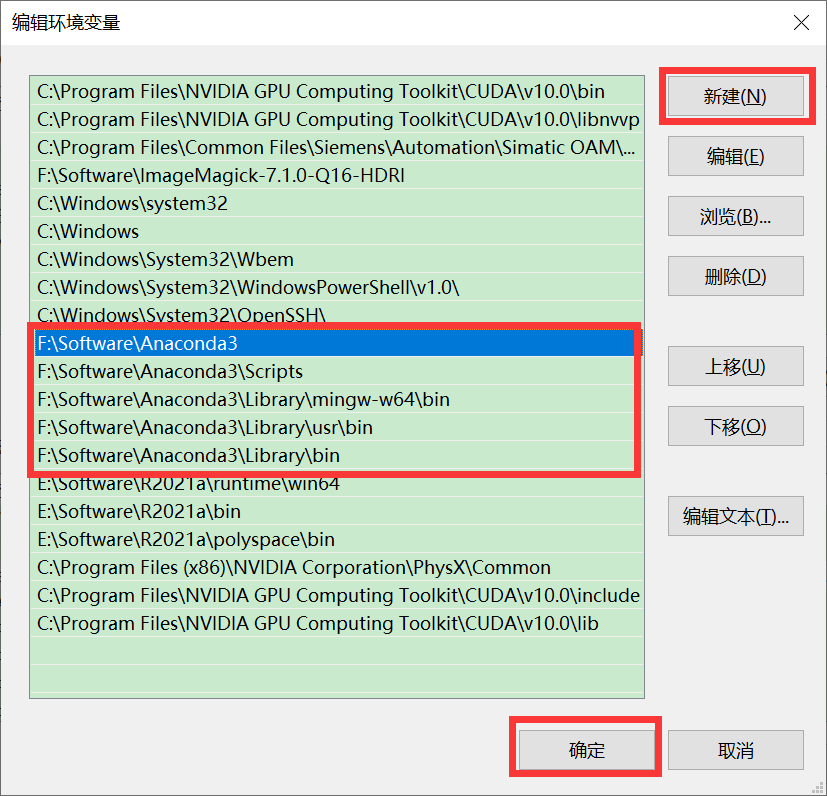 编辑环境变量
C:\Program Files\NVIDIA GPU Computing Toolkit\CUDA\v10.0\bin
C:\Program Files\NVIDIA GPU Computing Toolkit\CUDA\v10.0\libnvvp
C:\Program Files\Common Files\Siemens\Automation\Simatic OAM\...
F:\Software\ImageMagick-7.1.0-Q16-HDRI
C:\Windows\system32
C:\Windows
C:\Windows\System32\Wbem
C:\Windows\System32\WindowsPowerShell\v1.0\
C:\Windows\System32\OpenSSH\
F:\Software\Anaconda3
F:\Software\Anaconda3\Scripts
F:\Software\Anaconda3\Library\mingw-w64\bin
F:\Software\Anaconda3\Library\usr\bin
F:\Software\Anaconda3\Library\bin
E:\Software\R2021a\runtime\win64
E:\Software\R2021a\bin
E:\Software\R2021a\polyspace\bin
C:\Program Files (x86)\NVIDIA Corporation\PhysX\Common
C:\Program Files\NVIDIA GPU Computing Toolkit\CUDA\v10.0\include
C:\Program Files\NVIDIA GPU Computing Toolkit\CUDA\v10.0\lib
新建(N)
编辑(E)
浏览(B)...
删除(D)
上移(U)
下移(O)
编辑文本(T)...
确定
取消